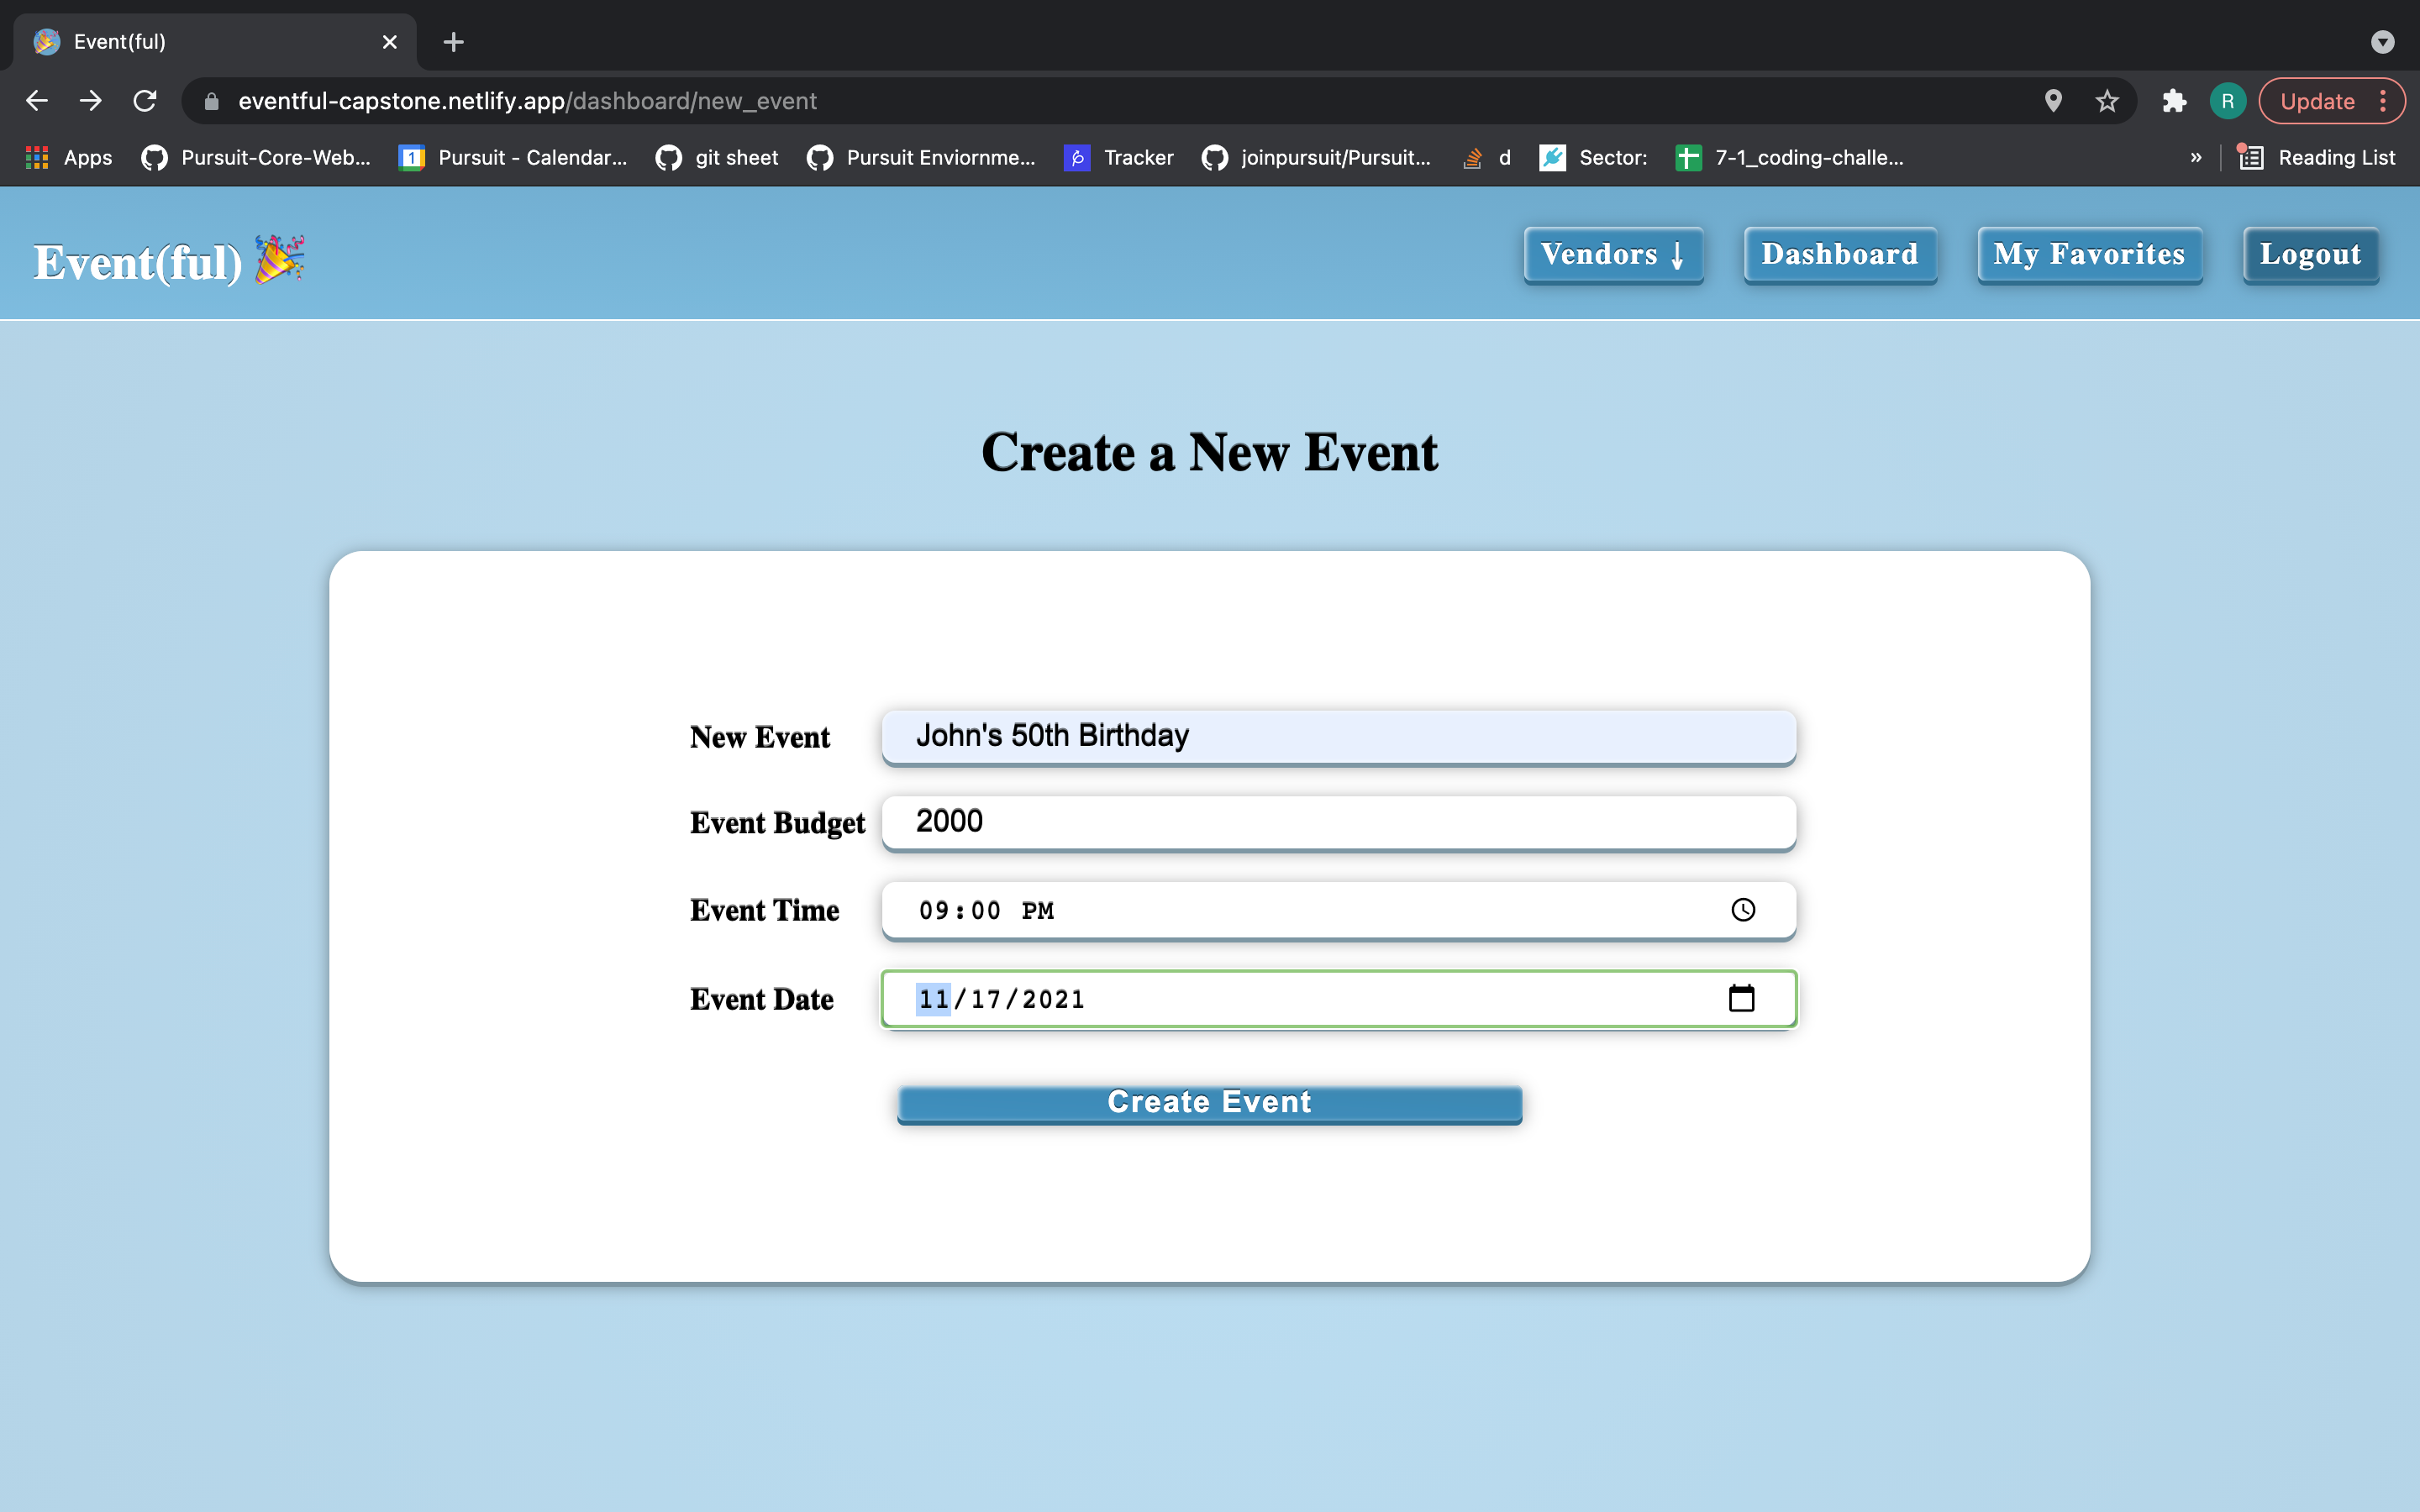 Event(ful)
eventful-capstone.netlify.app/dashboard/new_event
R
Update
Apps
Pursuit-Core-Web...
1
Pursuit - Calendar...
git sheet
Pursuit Enviornme...
Tracker
joinpursuit/Pursuit...
d
Sector:
7-1_coding-challe...
»
Reading List
Event(ful)
Vendors ↓
Dashboard
My Favorites
Logout
Create a New Event
New Event
John's 50th Birthday
Event Budget
2000
Event Time
09:00 PM
Event Date
11/17/2021
Create Event